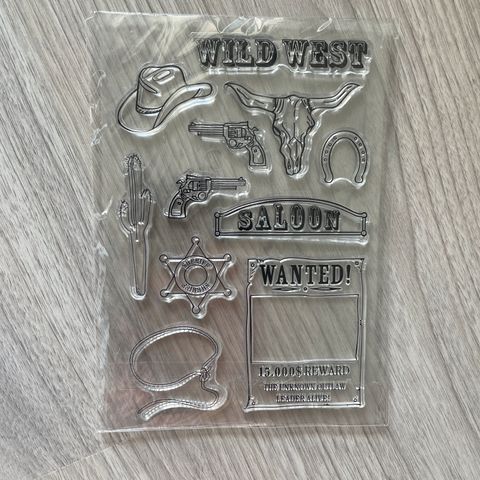 WILD WEST
SALOON
WANTED!
15.000$ REWARD
THE UNKNOWN OUTLAW
LEADER ALIVE!